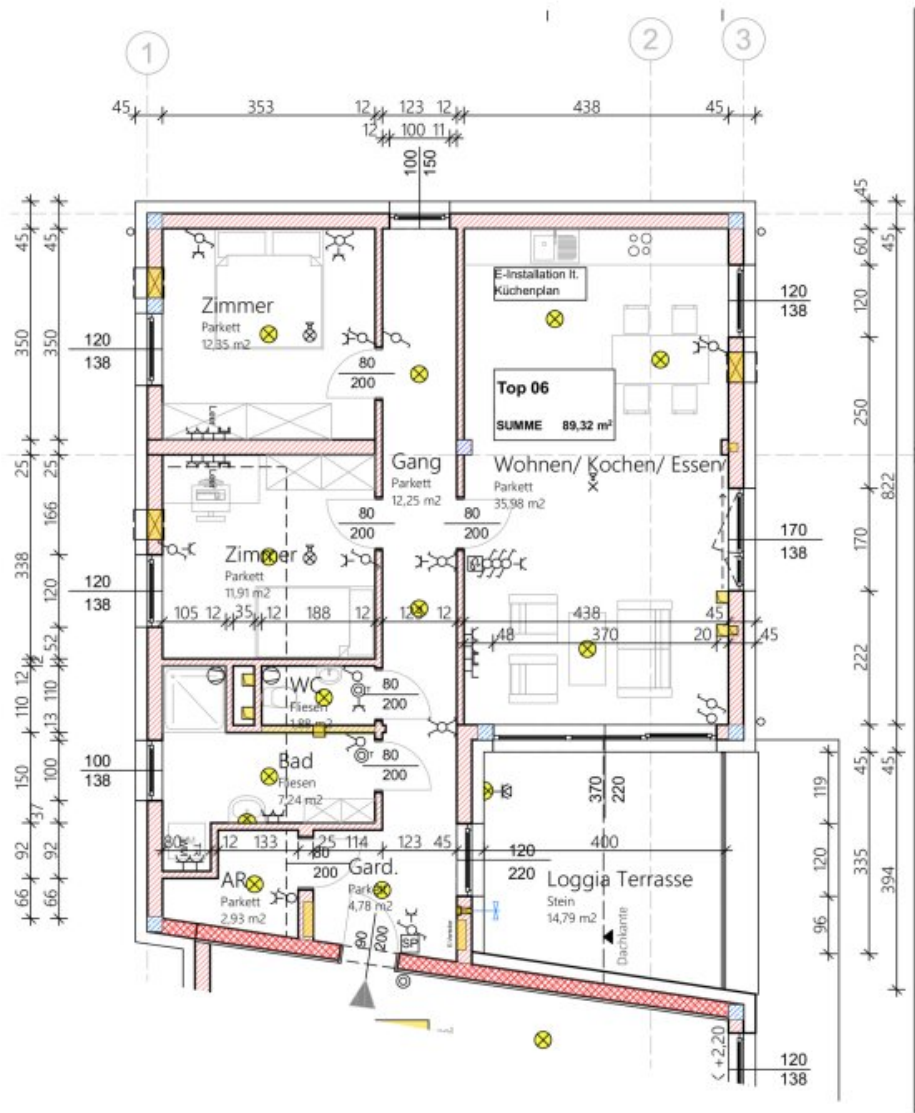 1
2
3
45
353
12
123
12
438
45
12
100
11
100
150
45
45
45
45
60
120
138
Zimmer
Parkett
12,35 m2
E-Installation lt.
Küchenplan
120
138
120
350
350
80
200
Top 06
SUMME 89,32 m²
250
Leer
Leer
25
25
Gang
Parkett
12,25 m2
Wohnen/ Kochen/ Essen/
Parkett
35,98 m2
822
166
338
80
200
80
200
170
138
170
Zimmer
Parkett
11,91 m2
120
138
120
105
12
35
12
188
12
12
438
45
48
370
20
45
52
222
12
12
110
110
WC
Fliesen
1,88 m2
80
200
13
100
138
150
100
Bad
Fliesen
7,24 m2
80
200
370
220
45
45
119
37
80
12
133
25
114
123
45
400
92
92
80
200
120
220
120
335
394
AR
Parkett
2,93 m2
Gard.
Parkett
4,78 m2
Loggia Terrasse
Stein
14,79 m2
66
66
90
200
SP
Dachkante
96
< +2,20
120
138